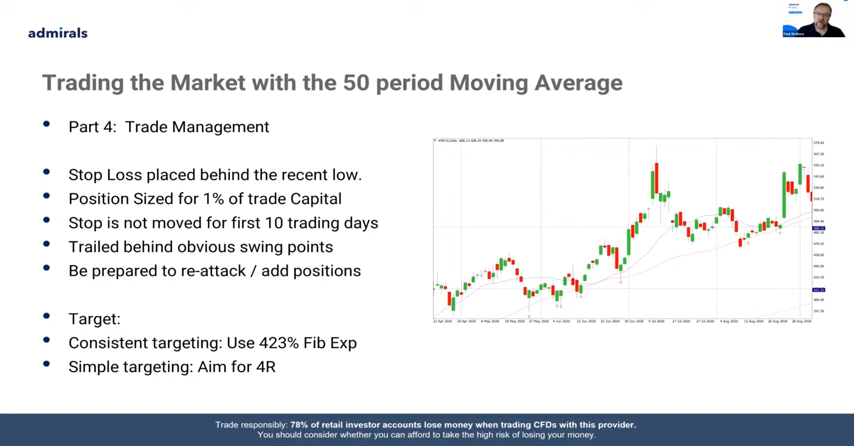 admirals
Paul Wallace
Trading the Market with the 50 period Moving Average
Part 4: Trade Management
Stop Loss placed behind the recent low.
Position Sized for 1% of trade Capital
Stop is not moved for first 10 trading days
Trailed behind obvious swing points
Be prepared to re-attack / add positions
Target:
Consistent targeting: Use 423% Fib Exp
Simple targeting: Aim for 4R
Trade responsibly: 78% of retail investor accounts lose money when trading CFDs with this provider.
You should consider whether you can afford to take the high risk of losing your money.